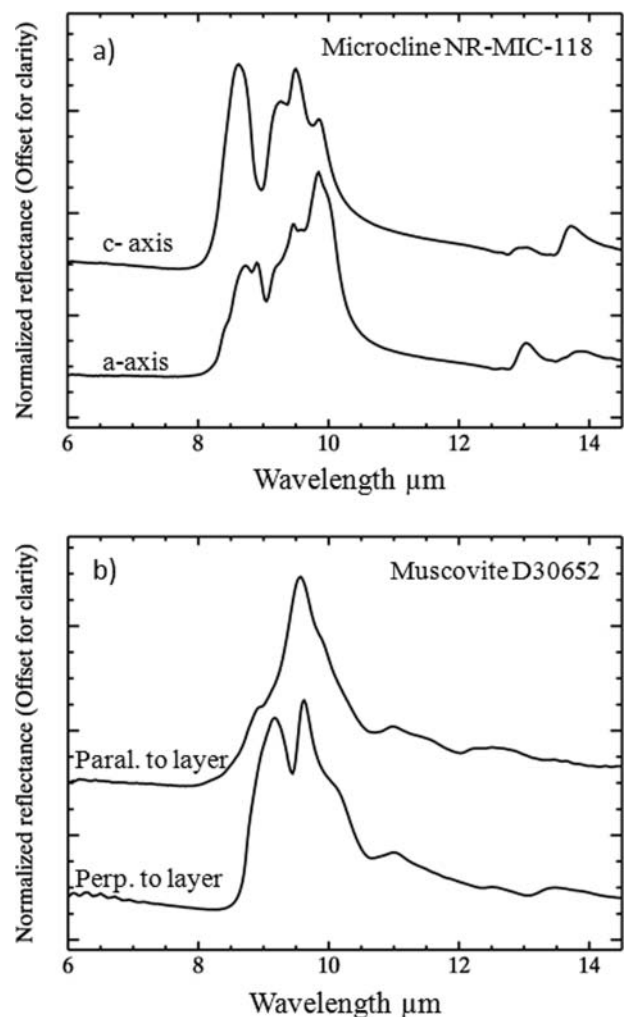 a)
Microcline NR-MIC-118
Normalized reflectance (Offset for clarity)
c- axis
a-axis
6 8 10 12 14
Wavelength µm
b)
Muscovite D30652
Normalized reflectance (Offset for clarity)
Paral. to layer
Perp. to layer
6 8 10 12 14
Wavelength µm